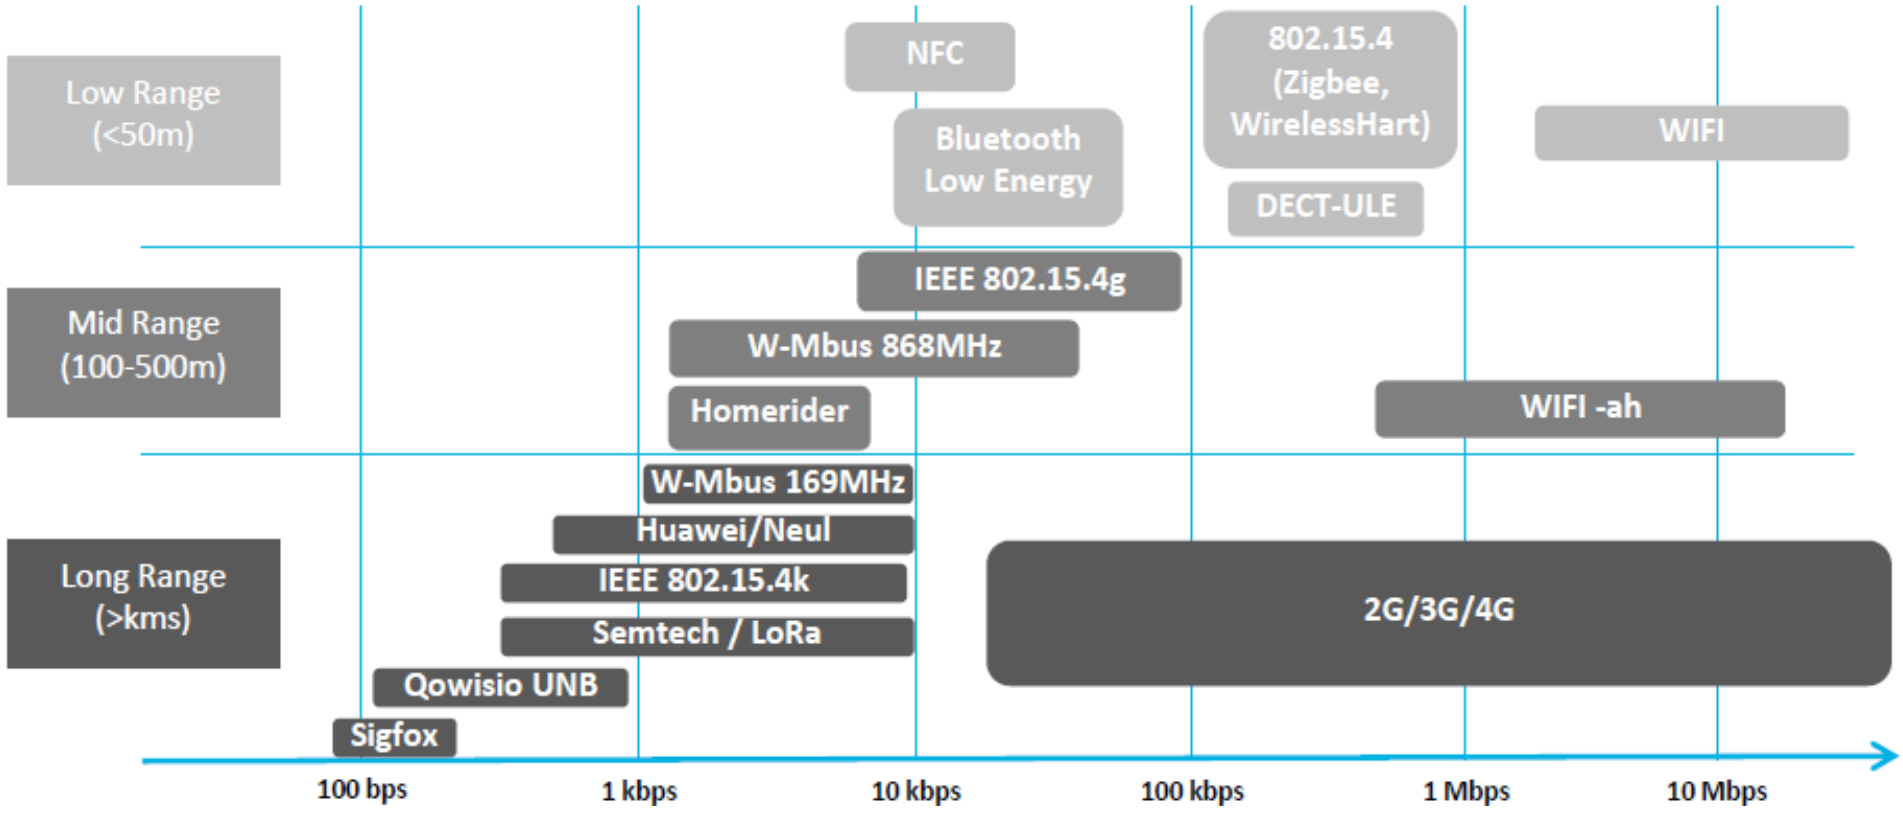 Low Range
(<50m)
NFC
Bluetooth
Low Energy
802.15.4
(Zigbee,
WirelessHart)
DECT-ULE
WIFI
Mid Range
(100-500m)
IEEE 802.15.4g
W-Mbus 868MHz
Homerider
WIFI -ah
Long Range
(>kms)
W-Mbus 169MHz
Huawei/Neul
IEEE 802.15.4k
Semtech / LoRa
Qowisio UNB
Sigfox
2G/3G/4G
100 bps
1 kbps
10 kbps
100 kbps
1 Mbps
10 Mbps